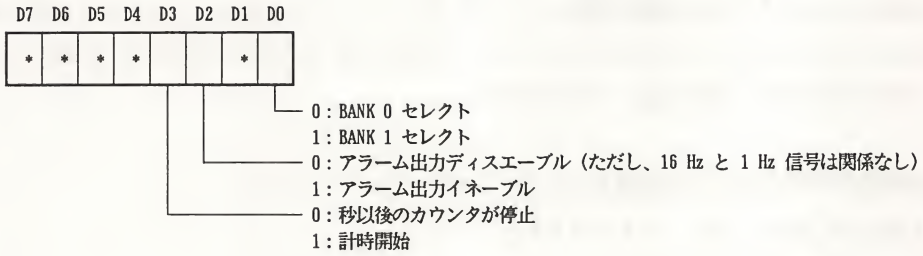 D7 D6 D5 D4 D3 D2 D1 D0
* * * * *
0：BANK 0 セレクト
1：BANK 1 セレクト
0：アラーム出力ディスエーブル（ただし、16 Hz と 1 Hz 信号は関係なし）
1：アラーム出力イネーブル
0：秒以後のカウンタが停止
1：計時開始